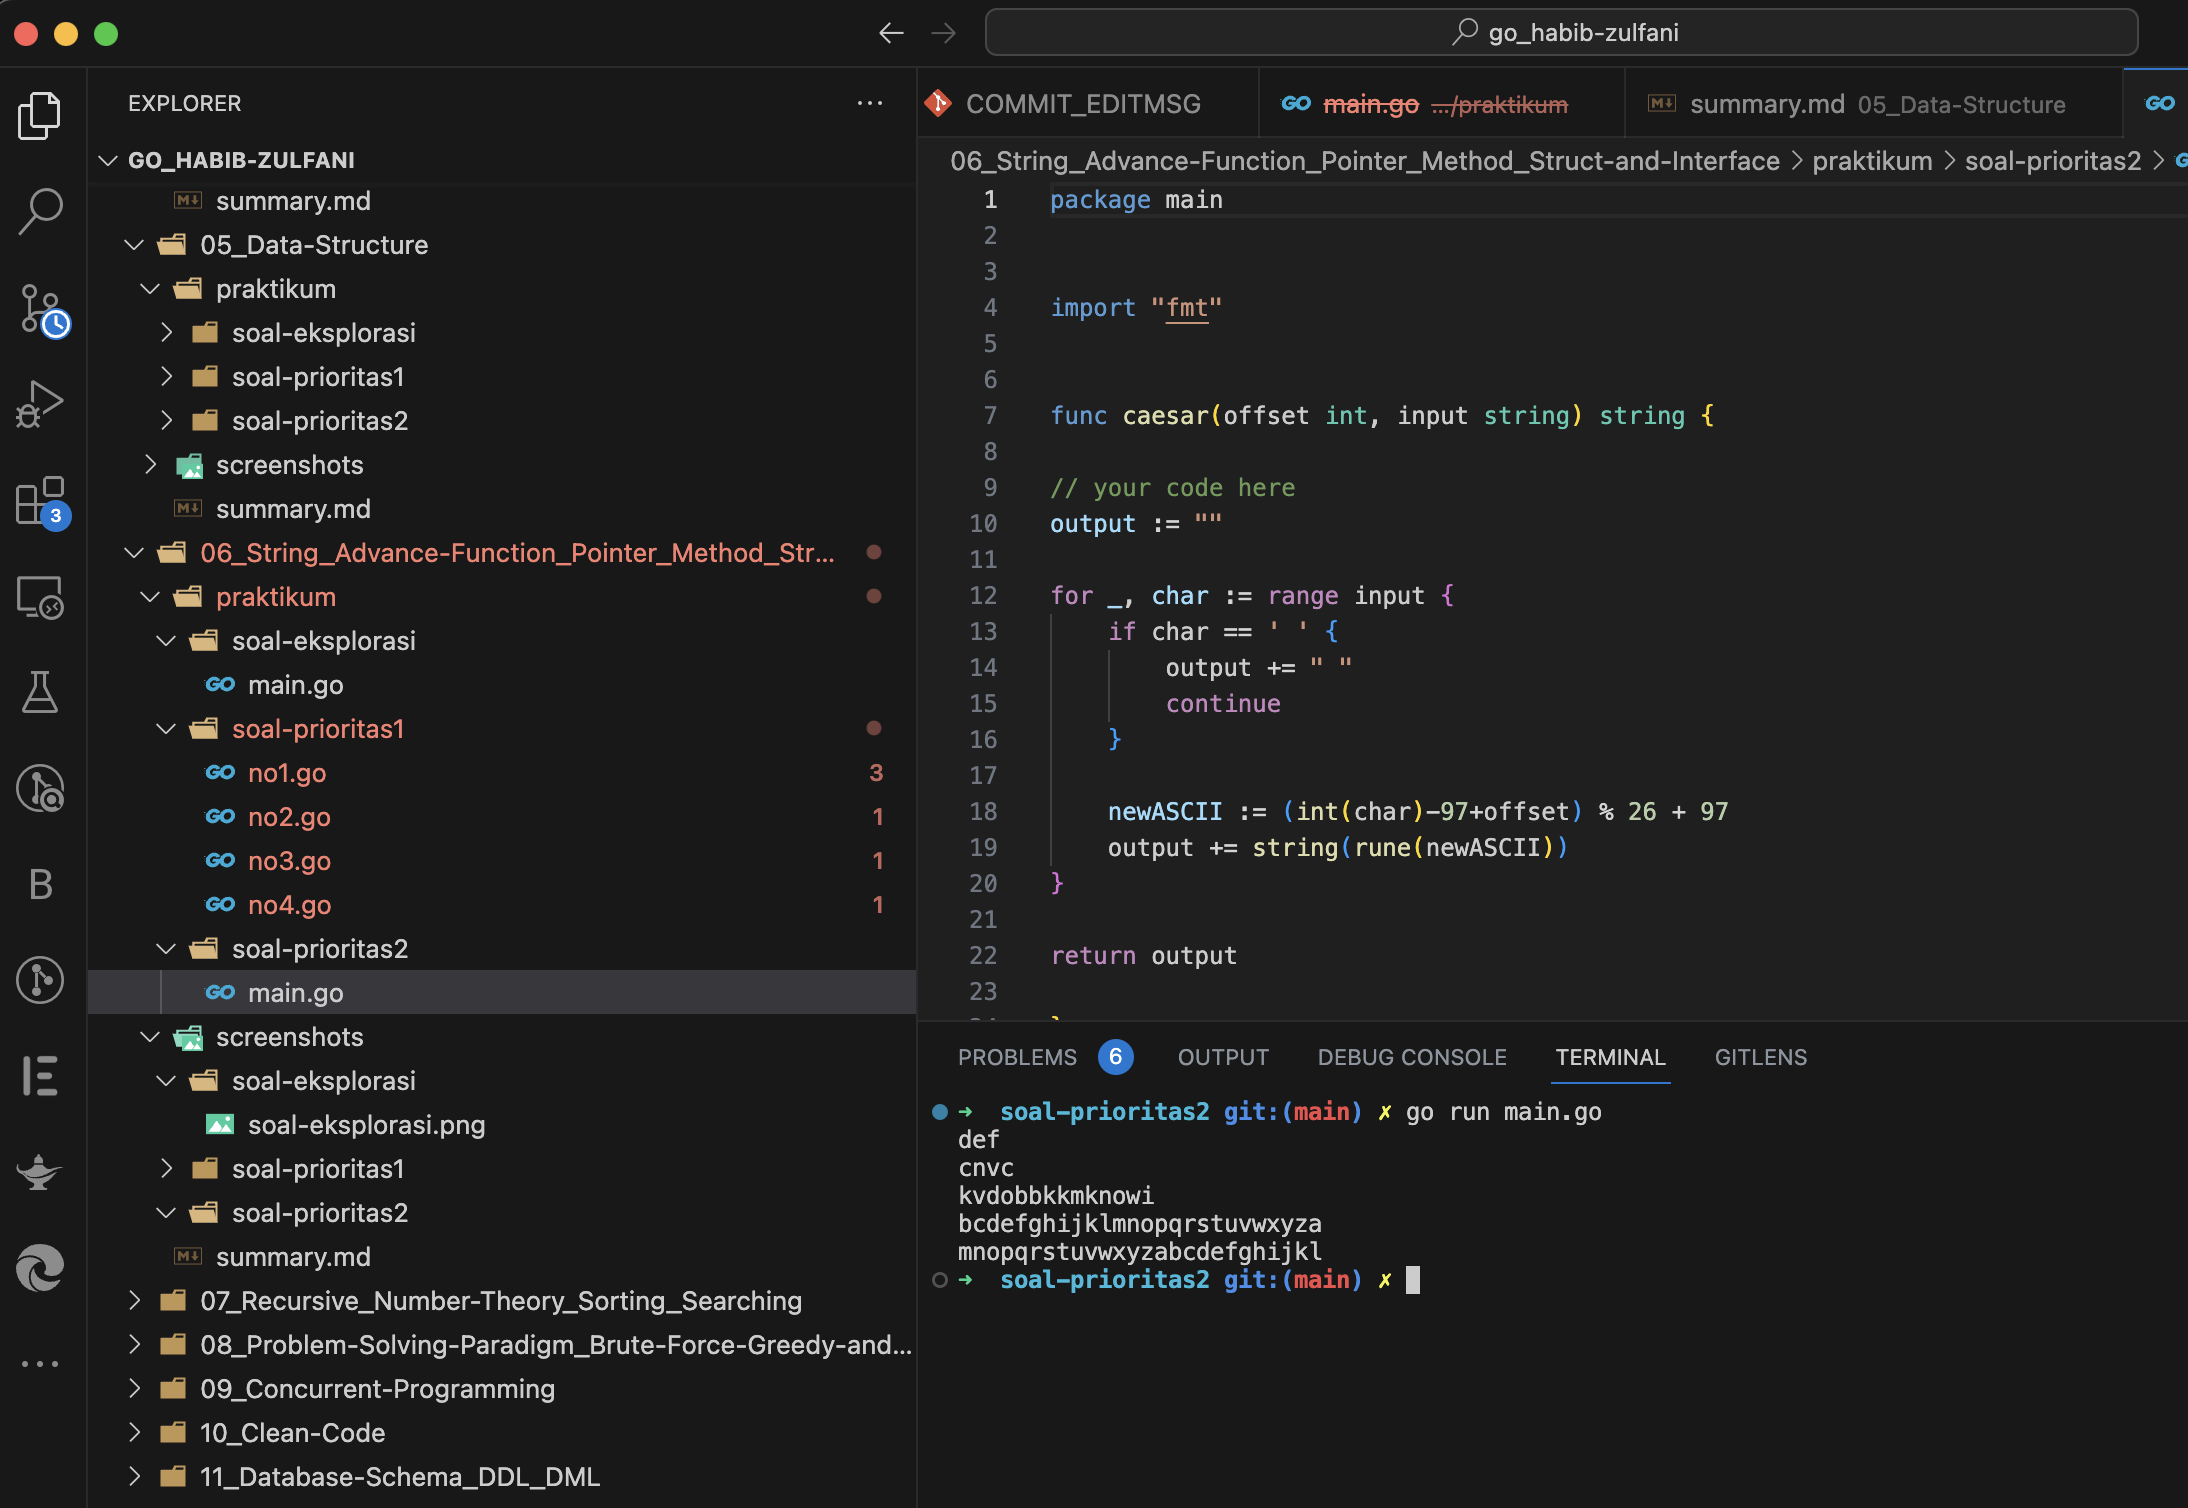 go_habib-zulfani
EXPLORER
GO_HABIB-ZULFANI
summary.md
05_Data-Structure
praktikum
soal-eksplorasi
soal-prioritas1
soal-prioritas2
screenshots
summary.md
06_String_Advance-Function_Pointer_Method_Str...
praktikum
soal-eksplorasi
main.go
soal-prioritas1
no1.go 3
no2.go 1
no3.go 1
no4.go 1
soal-prioritas2
main.go
screenshots
soal-eksplorasi
soal-eksplorasi.png
soal-prioritas1
soal-prioritas2
summary.md
07_Recursive_Number-Theory_Sorting_Searching
08_Problem-Solving-Paradigm_Brute-Force-Greedy-and...
09_Concurrent-Programming
10_Clean-Code
11_Database-Schema_DDL_DML
3
B
COMMIT_EDITMSG main.go .../praktikum summary.md 05_Data-Structure
06_String_Advance-Function_Pointer_Method_Struct-and-Interface > praktikum > soal-prioritas2 >
1 package main
2
3
4 import "fmt"
5
6
7 func caesar(offset int, input string) string {
8
9 // your code here
10 output := ""
11
12 for _, char := range input {
13 if char == ' ' {
14 output += " "
15 continue
16 }
17
18 newASCII := (int(char)-97+offset) % 26 + 97
19 output += string(rune(newASCII))
20 }
21
22 return output
23
PROBLEMS 6 OUTPUT DEBUG CONSOLE TERMINAL GITLENS
➜ soal-prioritas2 git:(main) ✗ go run main.go
def
cnvc
kvdobbkkmknowi
bcdefghijklmnopqrstuvwxyza
mnopqrstuvwxyzabcdefghijkl
➜ soal-prioritas2 git:(main) ✗